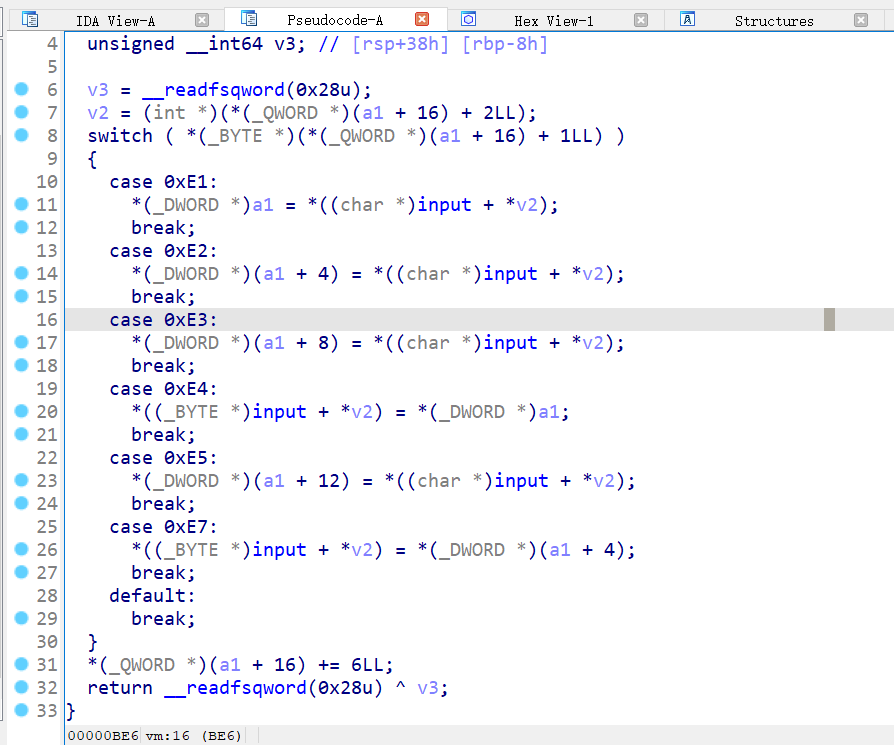 IDA View-A Pseudocode-A Hex View-1 Structures
4 unsigned __int64 v3; // [rsp+38h] [rbp-8h]
5
6 v3 = __readfsqword(0x28u);
7 v2 = (int *)(*(_QWORD *)(a1 + 16) + 2LL);
8 switch ( *(_BYTE *)(*(_QWORD *)(a1 + 16) + 1LL) )
9 {
10 case 0xE1:
11 *(_DWORD *)a1 = *((char *)input + *v2);
12 break;
13 case 0xE2:
14 *(_DWORD *)(a1 + 4) = *((char *)input + *v2);
15 break;
16 case 0xE3:
17 *(_DWORD *)(a1 + 8) = *((char *)input + *v2);
18 break;
19 case 0xE4:
20 *((_BYTE *)input + *v2) = *(_DWORD *)a1;
21 break;
22 case 0xE5:
23 *(_DWORD *)(a1 + 12) = *((char *)input + *v2);
24 break;
25 case 0xE7:
26 *((_BYTE *)input + *v2) = *(_DWORD *)(a1 + 4);
27 break;
28 default:
29 break;
30 }
31 *(_QWORD *)(a1 + 16) += 6LL;
32 return __readfsqword(0x28u) ^ v3;
33 }
00000BE6 vm:16 (BE6)